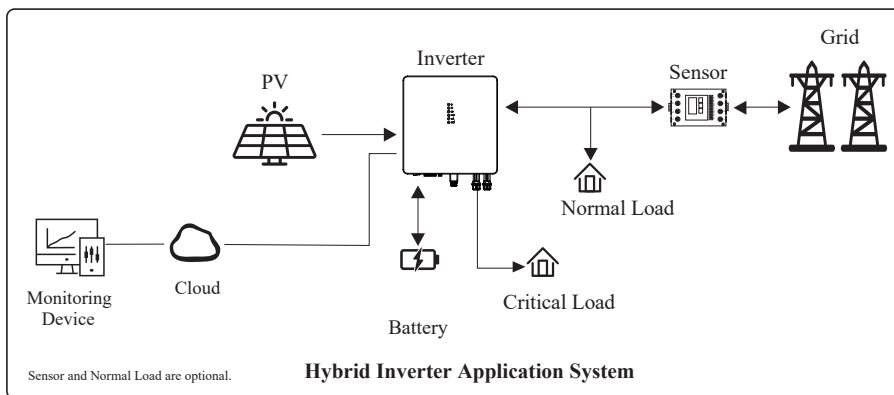 Grid
Inverter
Sensor
PV
Normal Load
Cloud
Critical Load
Monitoring
Device
Battery
Sensor and Normal Load are optional.
Hybrid Inverter Application System